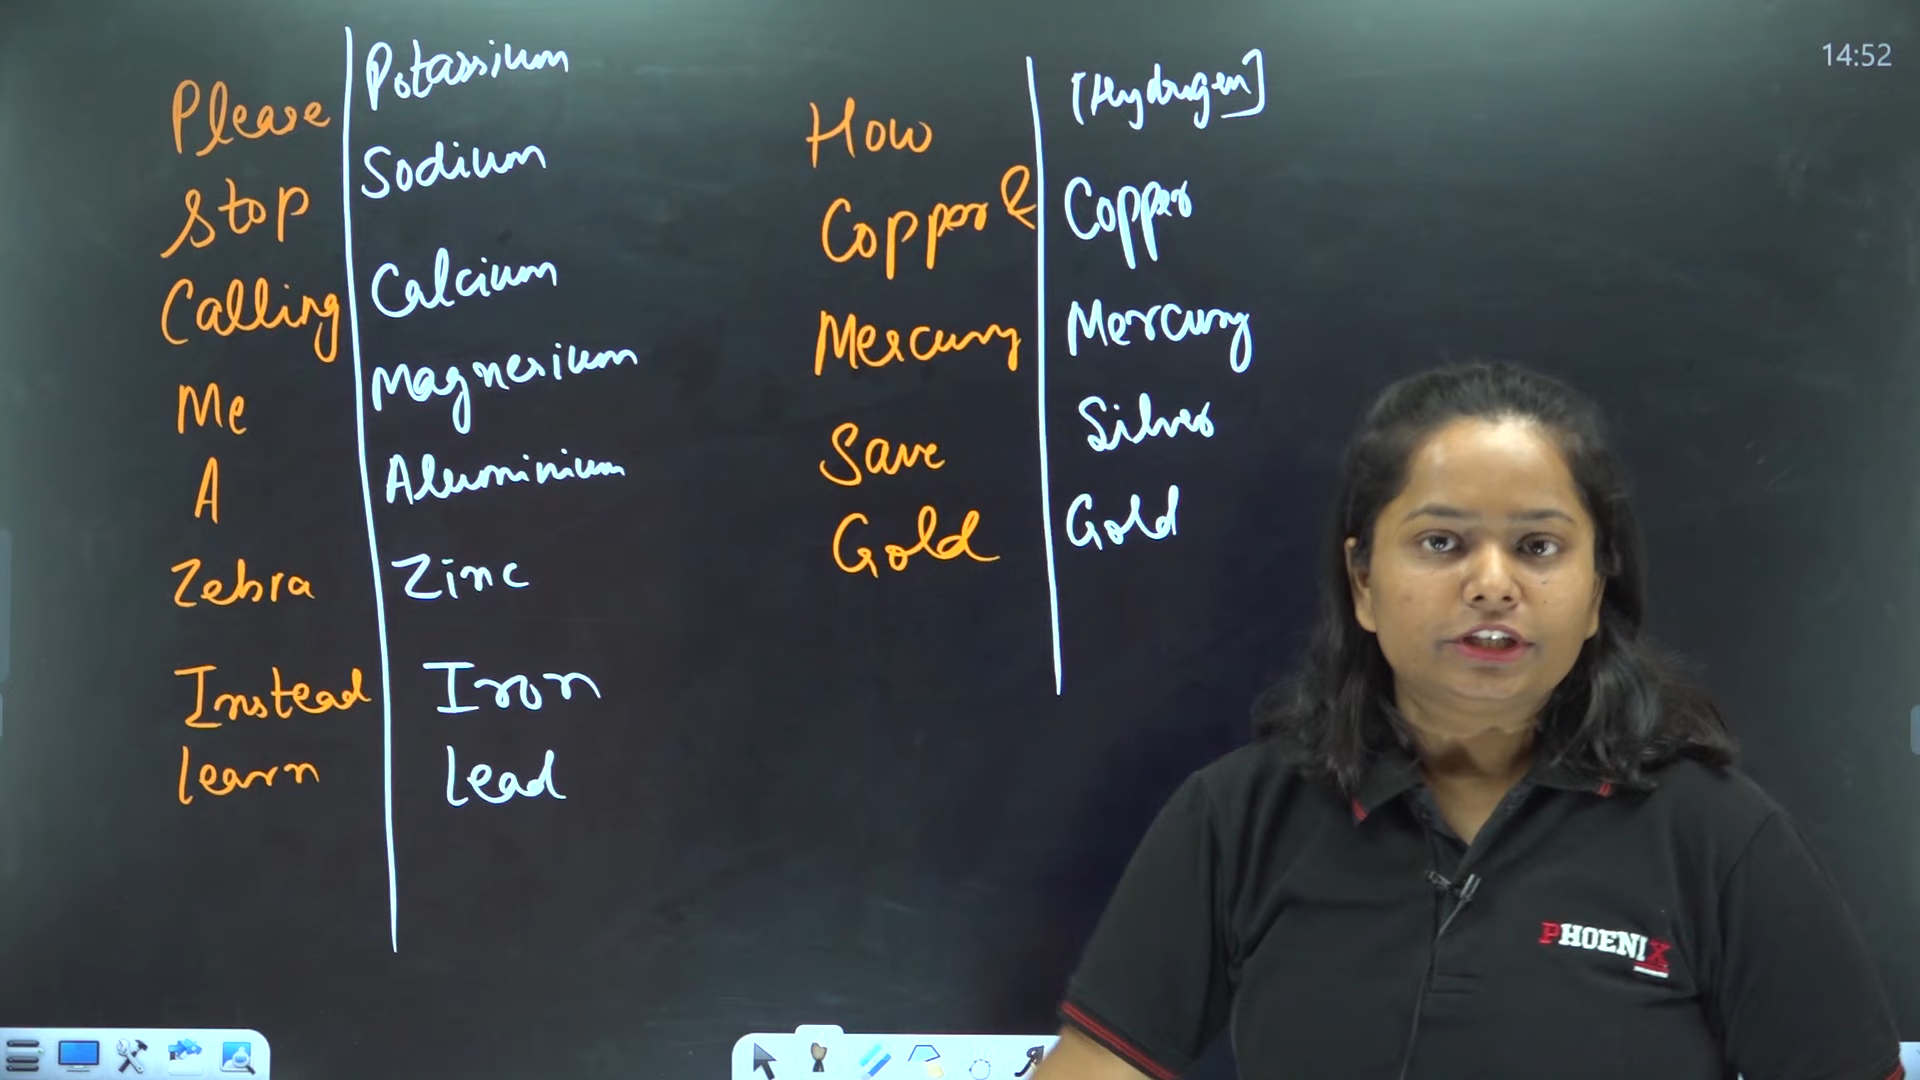 Please Potassium
Stop Sodium
Calling Calcium
Me Magnesium
A Aluminium
Zebra Zinc
Instead Iron
learn lead
How [Hydrogen]
Copper & Copper
Mercury Mercury
Save Silver
Gold Gold
14:52
PHOENIX